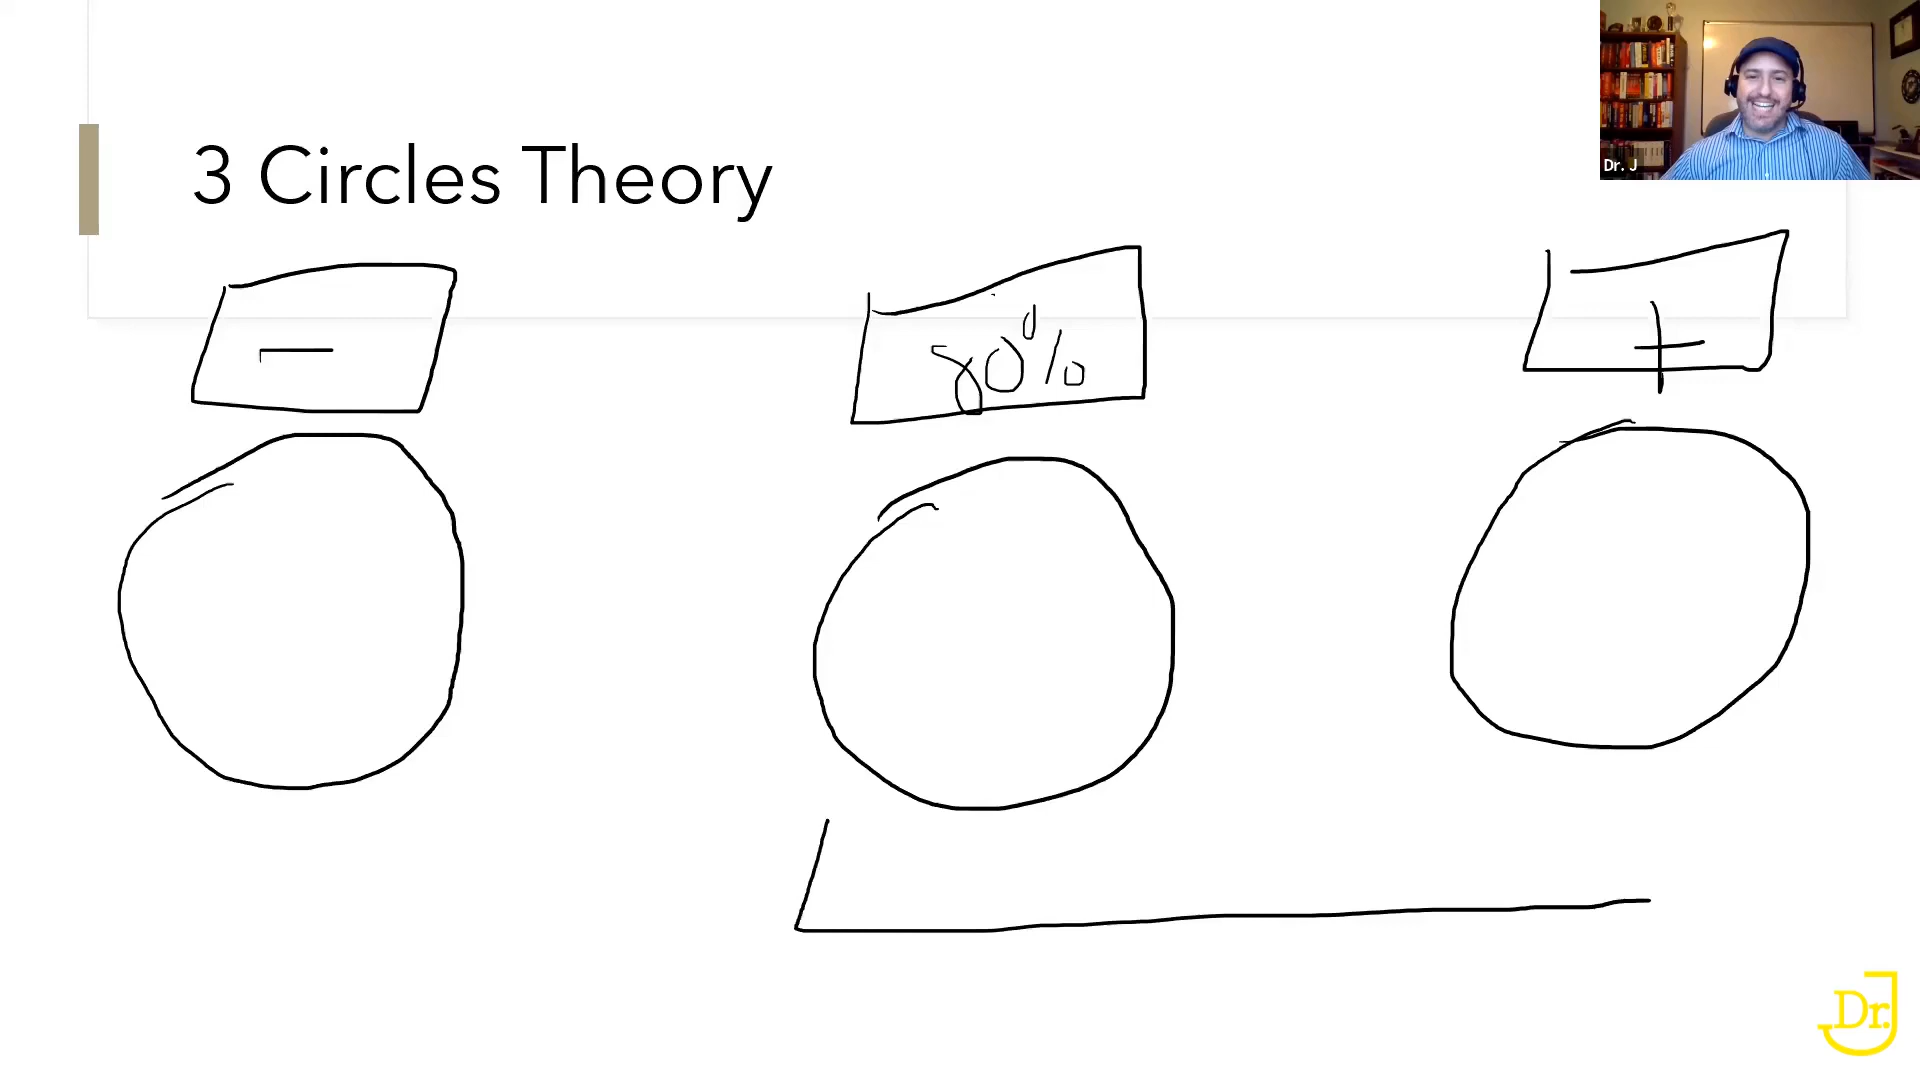 Dr. J
3 Circles Theory
—
80%
+
Dr. J